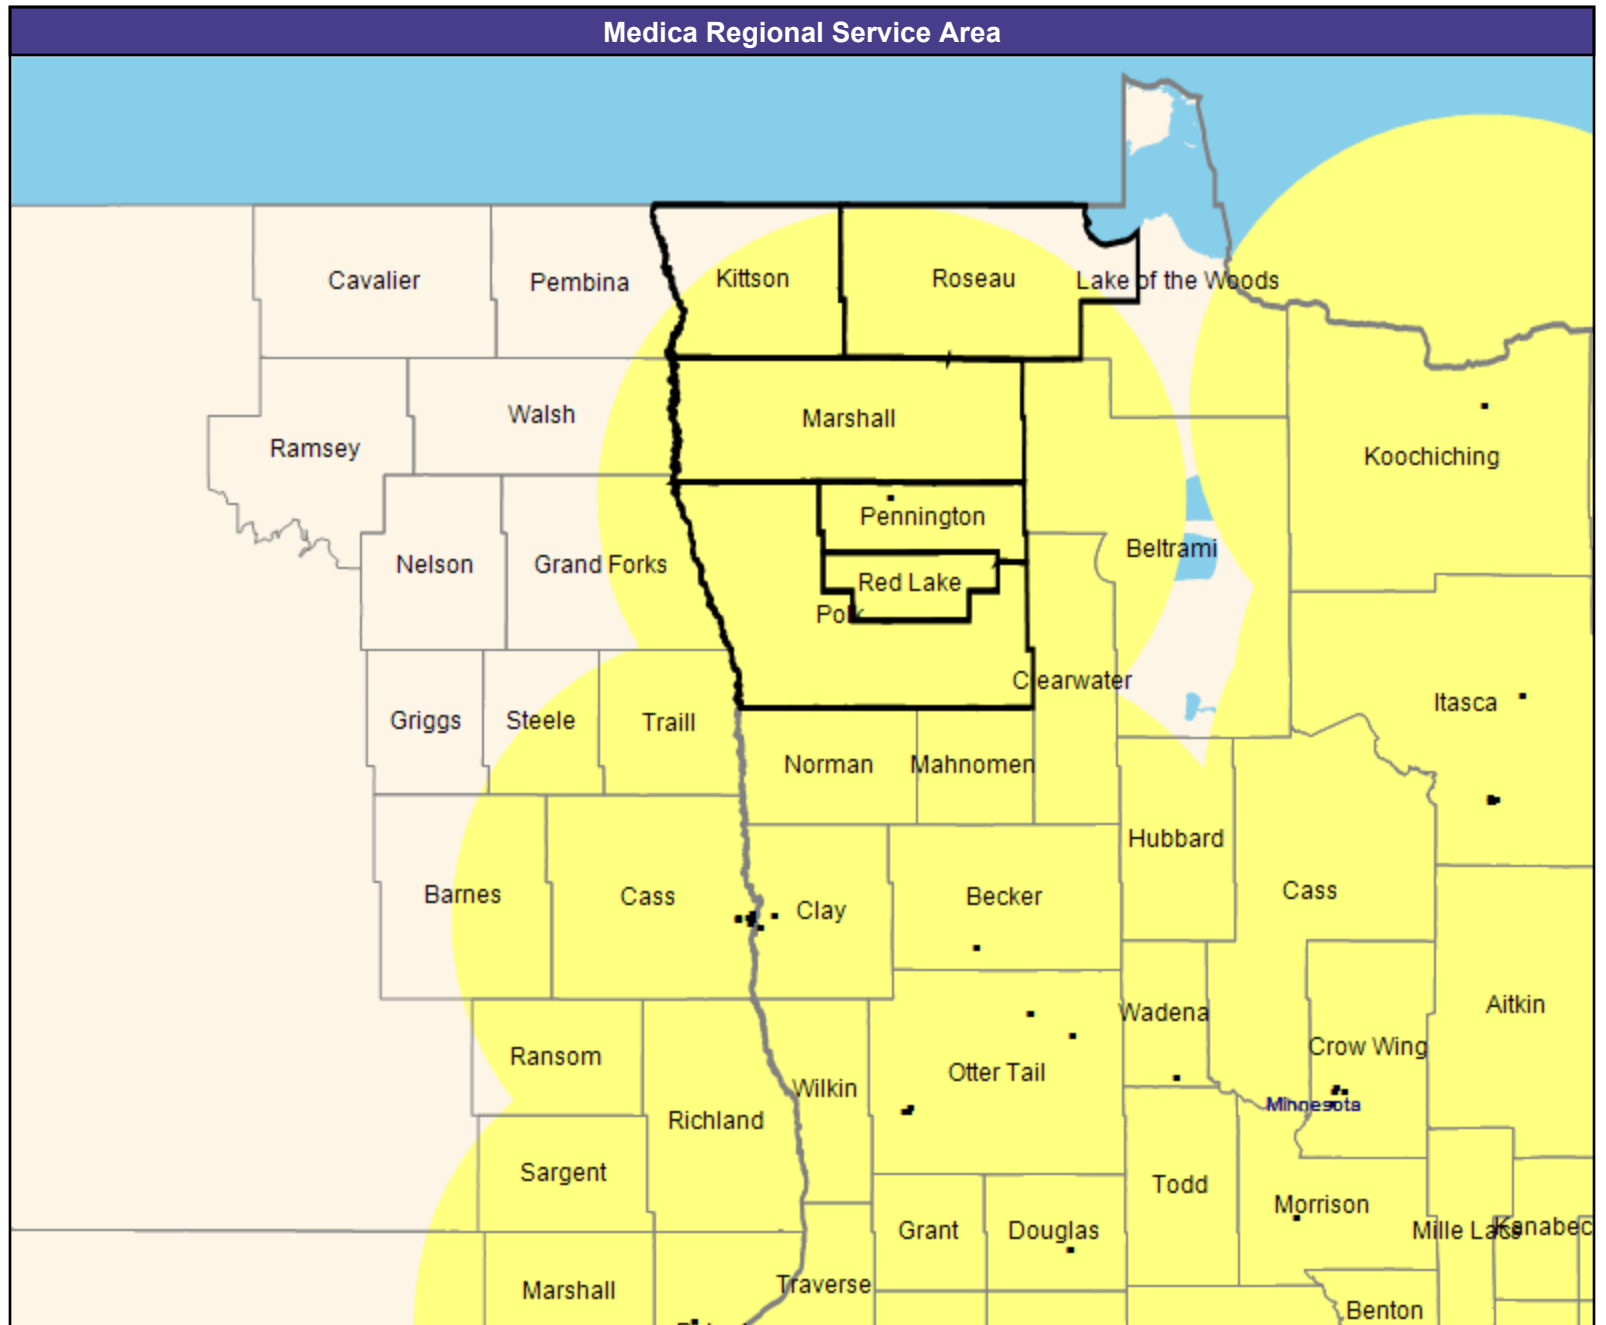 Medica Regional Service Area
Cavalier
Pembina
Kittson
Roseau
Lake of the Woods
Walsh
Marshall
Ramsey
Koochiching
Pennington
Nelson
Grand Forks
Beltrami
Red Lake
Polk
Clearwater
Itasca
Griggs
Steele
Traill
Norman
Mahnomen
Hubbard
Barnes
Cass
Clay
Becker
Cass
Aitkin
Wadena
Crow Wing
Ransom
Otter Tail
Wilkin
Minnesota
Richland
Sargent
Todd
Morrison
Grant
Douglas
Mille Lacs
Kanabec
Marshall
Traverse
Benton